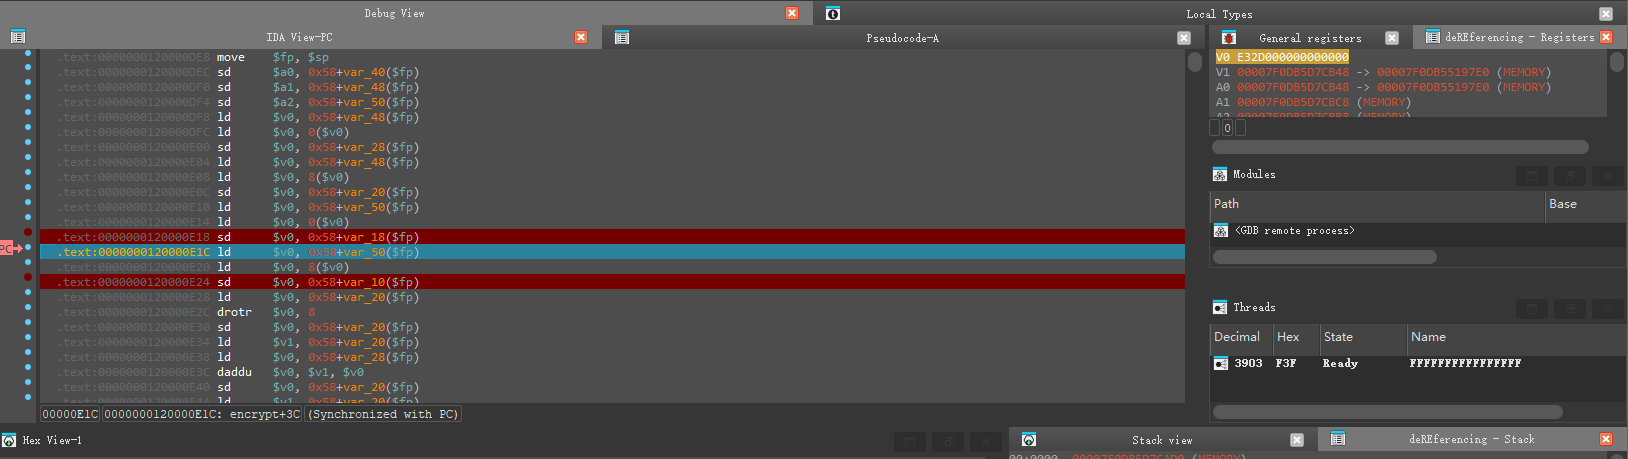 Debug View
Local Types
IDA View-PC
Pseudocode-A
General registers
deREferencing - Registers
.text:0000000120000DE8 move $fp, $sp
.text:0000000120000DEC sd $a0, 0x58+var_40($fp)
.text:0000000120000DF0 sd $a1, 0x58+var_48($fp)
.text:0000000120000DF4 sd $a2, 0x58+var_50($fp)
.text:0000000120000DF8 ld $v0, 0x58+var_48($fp)
.text:0000000120000DFC ld $v0, 0($v0)
.text:0000000120000E00 sd $v0, 0x58+var_28($fp)
.text:0000000120000E04 ld $v0, 0x58+var_48($fp)
.text:0000000120000E08 ld $v0, 8($v0)
.text:0000000120000E0C sd $v0, 0x58+var_20($fp)
.text:0000000120000E10 ld $v0, 0x58+var_50($fp)
.text:0000000120000E14 ld $v0, 0($v0)
.text:0000000120000E18 sd $v0, 0x58+var_18($fp)
PC
.text:0000000120000E1C ld $v0, 0x58+var_50($fp)
.text:0000000120000E20 ld $v0, 8($v0)
.text:0000000120000E24 sd $v0, 0x58+var_10($fp)
.text:0000000120000E28 ld $v0, 0x58+var_20($fp)
.text:0000000120000E2C drotr $v0, 8
.text:0000000120000E30 sd $v0, 0x58+var_20($fp)
.text:0000000120000E34 ld $v1, 0x58+var_20($fp)
.text:0000000120000E38 ld $v0, 0x58+var_28($fp)
.text:0000000120000E3C daddu $v0, $v1, $v0
.text:0000000120000E40 sd $v0, 0x58+var_20($fp)
.text:0000000120000E44 ld $v1, 0x58+var_20($fp)
00000E1C 0000000120000E1C: encrypt+3C (Synchronized with PC)
V0 E32D000000000000
V1 00007F0DB5D7CB48 -> 00007F0DB55197E0 (MEMORY)
A0 00007F0DB5D7CB48 -> 00007F0DB55197E0 (MEMORY)
A1 00007F0DB5D7CBC8 (MEMORY)
A2 00007F0DB5D7CBB8 (MEMORY)
0
Modules
Path Base
<GDB remote process>
Threads
Decimal Hex State Name
3903 F3F Ready FFFFFFFFFFFFFFFF
Hex View-1
Stack view
deREferencing - Stack
00:0000 00007F0DB5D7CAD0 (MEMORY)